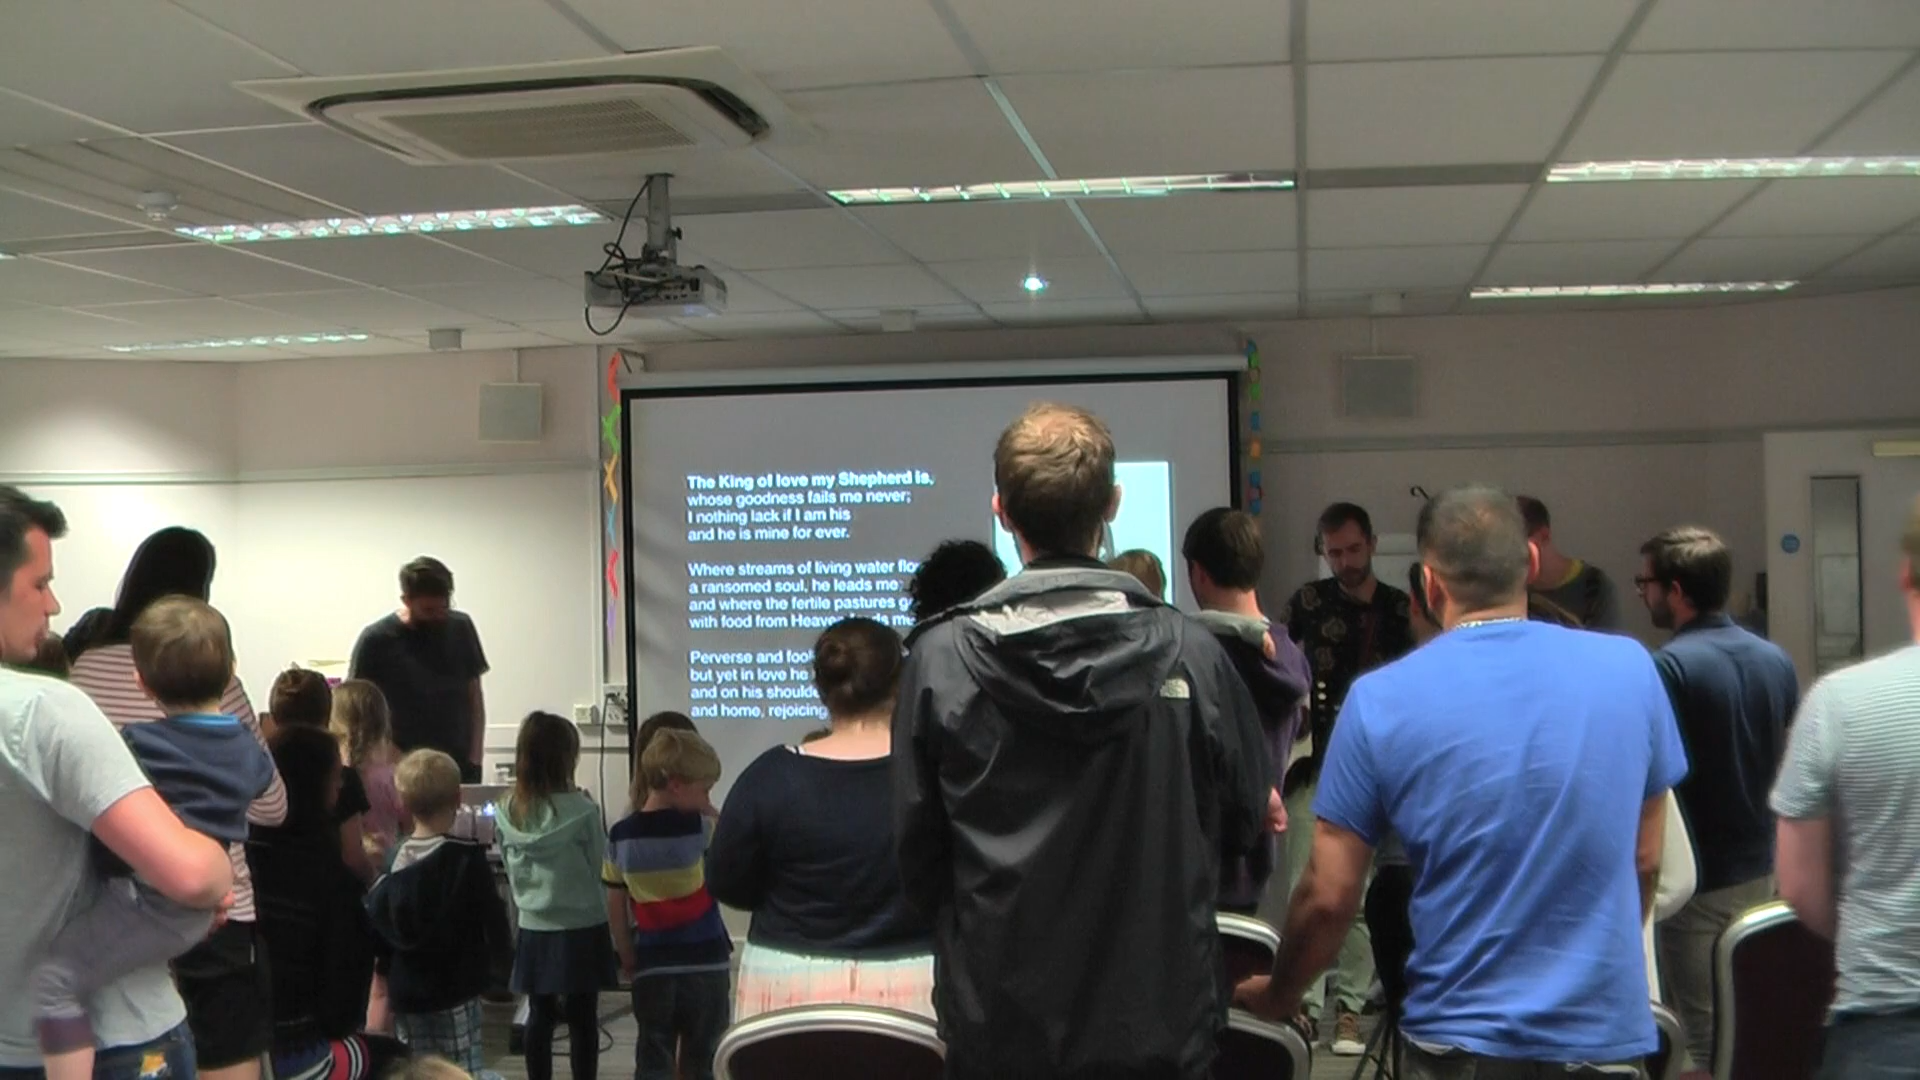 The King of love my Shepherd is,
whose goodness fails me never;
I nothing lack if I am his
and he is mine for ever.
Where streams of living water
a ransomed soul, he leads me
and where the fertile pastures
with food from Heaven
Perverse and
but yet in love he
and on his
and home, rejoicing